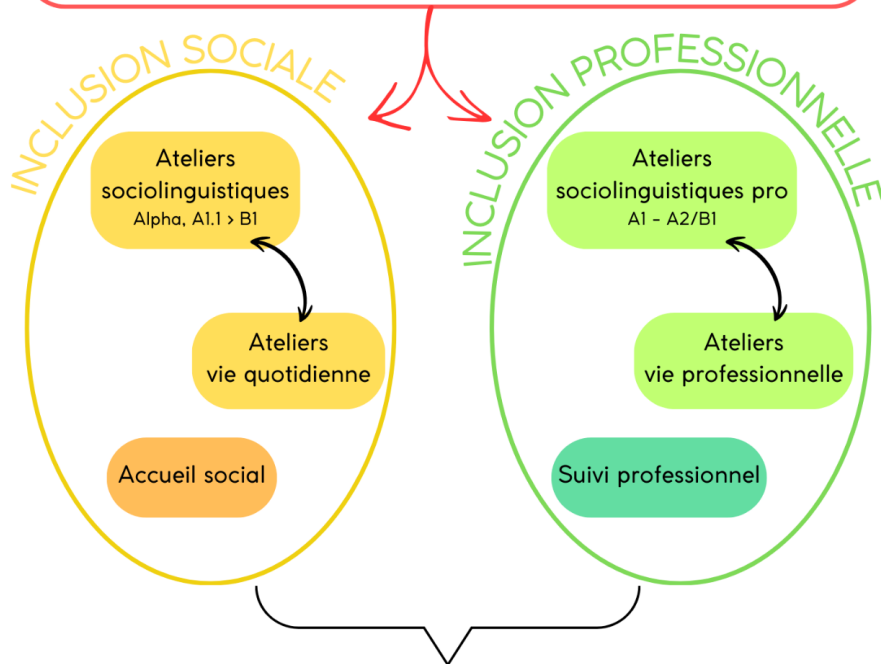 INCLUSION SOCIALE
Ateliers
sociolinguistiques
Alpha, A1.1 > B1
Ateliers
vie quotidienne
Accueil social
INCLUSION PROFESSIONNELLE
Ateliers
sociolinguistiques pro
A1 - A2/B1
Ateliers
vie professionnelle
Suivi professionnel